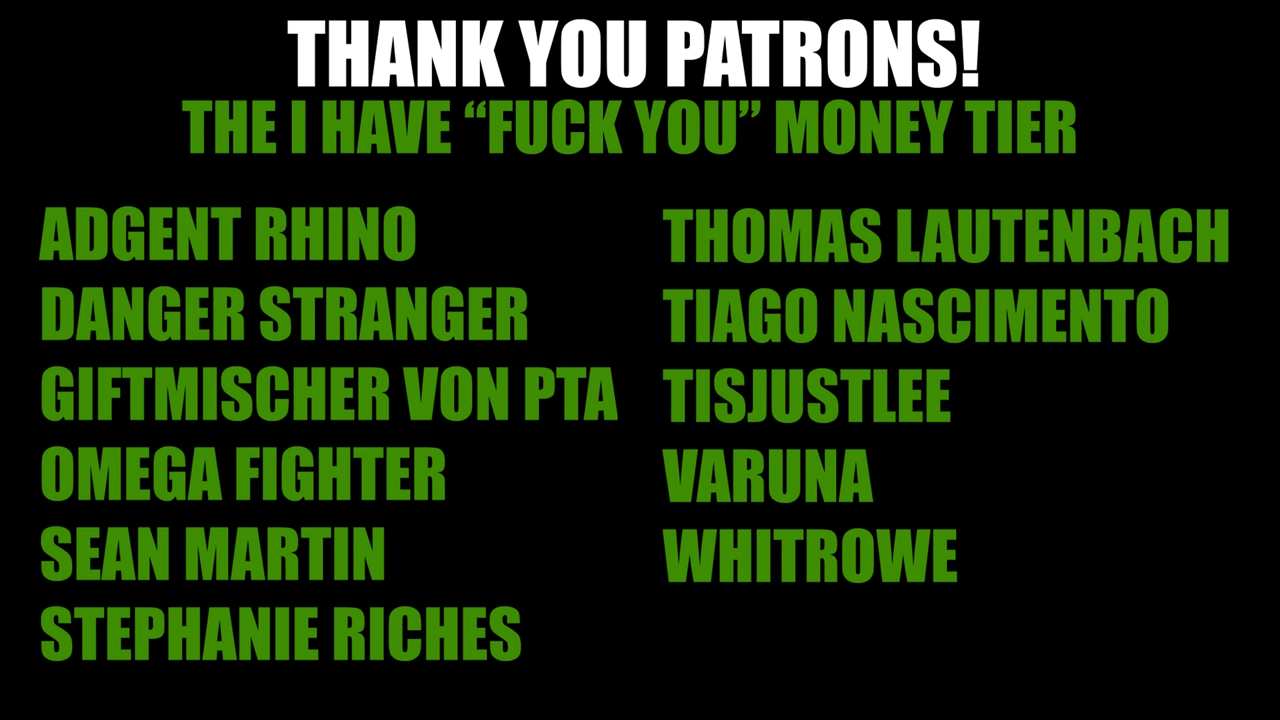 THANK YOU PATRONS!
THE I HAVE “FUCK YOU” MONEY TIER
ADGENT RHINO
DANGER STRANGER
GIFTMISCHER VON PTA
OMEGA FIGHTER
SEAN MARTIN
STEPHANIE RICHES
THOMAS LAUTENBACH
TIAGO NASCIMENTO
TISJUSTLEE
VARUNA
WHITROWE